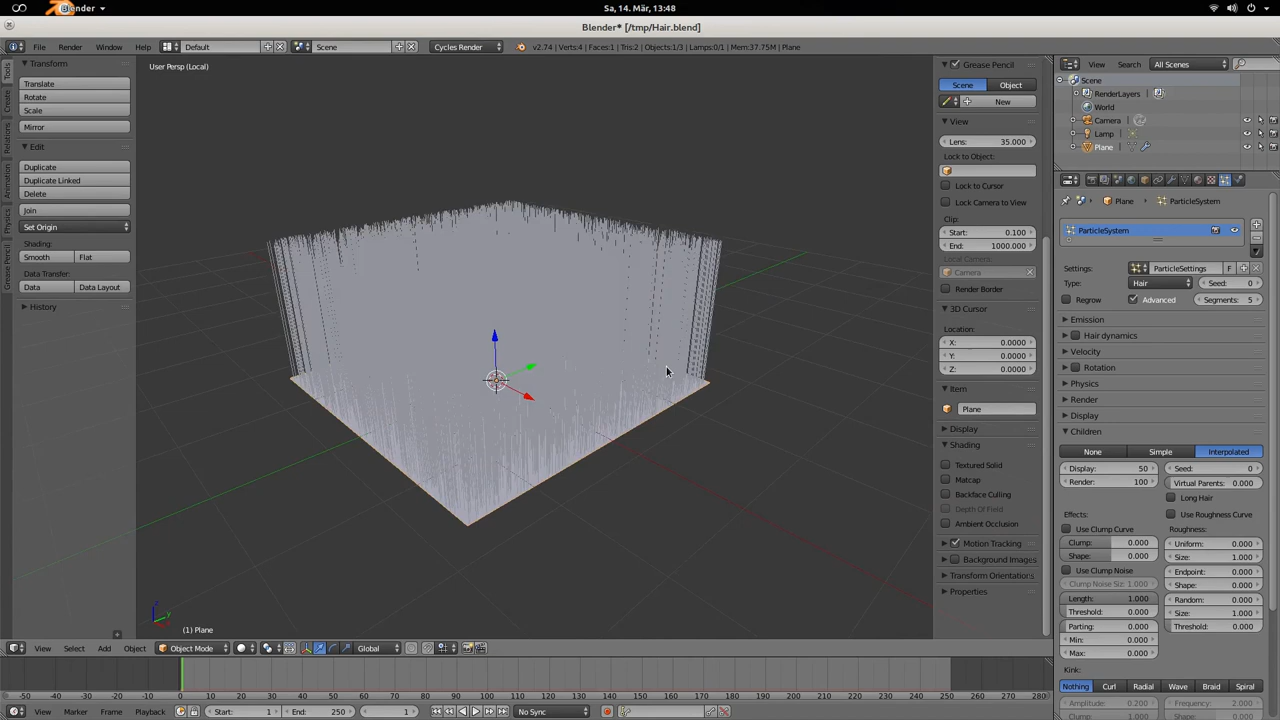 Blender
Sa, 14. Mär, 13:48
Blender* [/tmp/Hair.blend]
File Render Window Help Default Scene Cycles Render v2.74 | Verts:4 | Faces:1 | Tris:2 | Objects:1/3 | Lamps:0/1 | Mem:37.75M | Plane
View Search All Scenes
Tools
Create
Relations
Animation
Physics
Grease Pencil
Transform
Translate
Rotate
Scale
Mirror
Edit
Duplicate
Duplicate Linked
Delete
Join
Set Origin
Shading:
Smooth Flat
Data Transfer:
Data Data Layout
History
User Persp (Local)
(1) Plane
Grease Pencil
Scene Object
New
View
Lens: 35.000
Lock to Object:
Lock to Cursor
Lock Camera to View
Clip:
Start: 0.100
End: 1000.000
Local Camera:
Camera
Render Border
3D Cursor
Location:
X: 0.0000
Y: 0.0000
Z: 0.0000
Item
Plane
Display
Shading
Textured Solid
Matcap
Backface Culling
Depth Of Field
Ambient Occlusion
Motion Tracking
Background Images
Transform Orientations
Properties
Scene
RenderLayers
World
Camera
Lamp
Plane
Plane ParticleSystem
ParticleSystem
Settings: ParticleSettings F
Type: Hair Seed: 0
Regrow Advanced Segments: 5
Emission
Hair dynamics
Velocity
Rotation
Physics
Render
Display
Children
None Simple Interpolated
Display: 50 Seed: 0
Render: 100 Virtual Parents: 0.000
Long Hair
Effects: Use Roughness Curve
Use Clump Curve Roughness:
Clump: 0.000 Uniform: 0.000
Shape: 0.000 Size: 1.000
Use Clump Noise Endpoint: 0.000
Clump Noise Siz: 1.000 Shape: 0.000
Length: 1.000 Random: 0.000
Threshold: 0.000 Size: 1.000
Parting: 0.000 Threshold: 0.000
Min: 0.000
Max: 0.000
Kink:
Nothing Curl Radial Wave Braid Spiral
Amplitude: 0.200 Frequency: 2.000
Clump: 1.000 Shape: 0.000
View Select Add Object Object Mode Global
-50 -40 -30 -20 -10 0 10 20 30 40 50 60 70 80 90 100 110 120 130 140 150 160 170 180 190 200 210 220 230 240 250 260 270 280
View Marker Frame Playback Start: 1 End: 250 1 No Sync